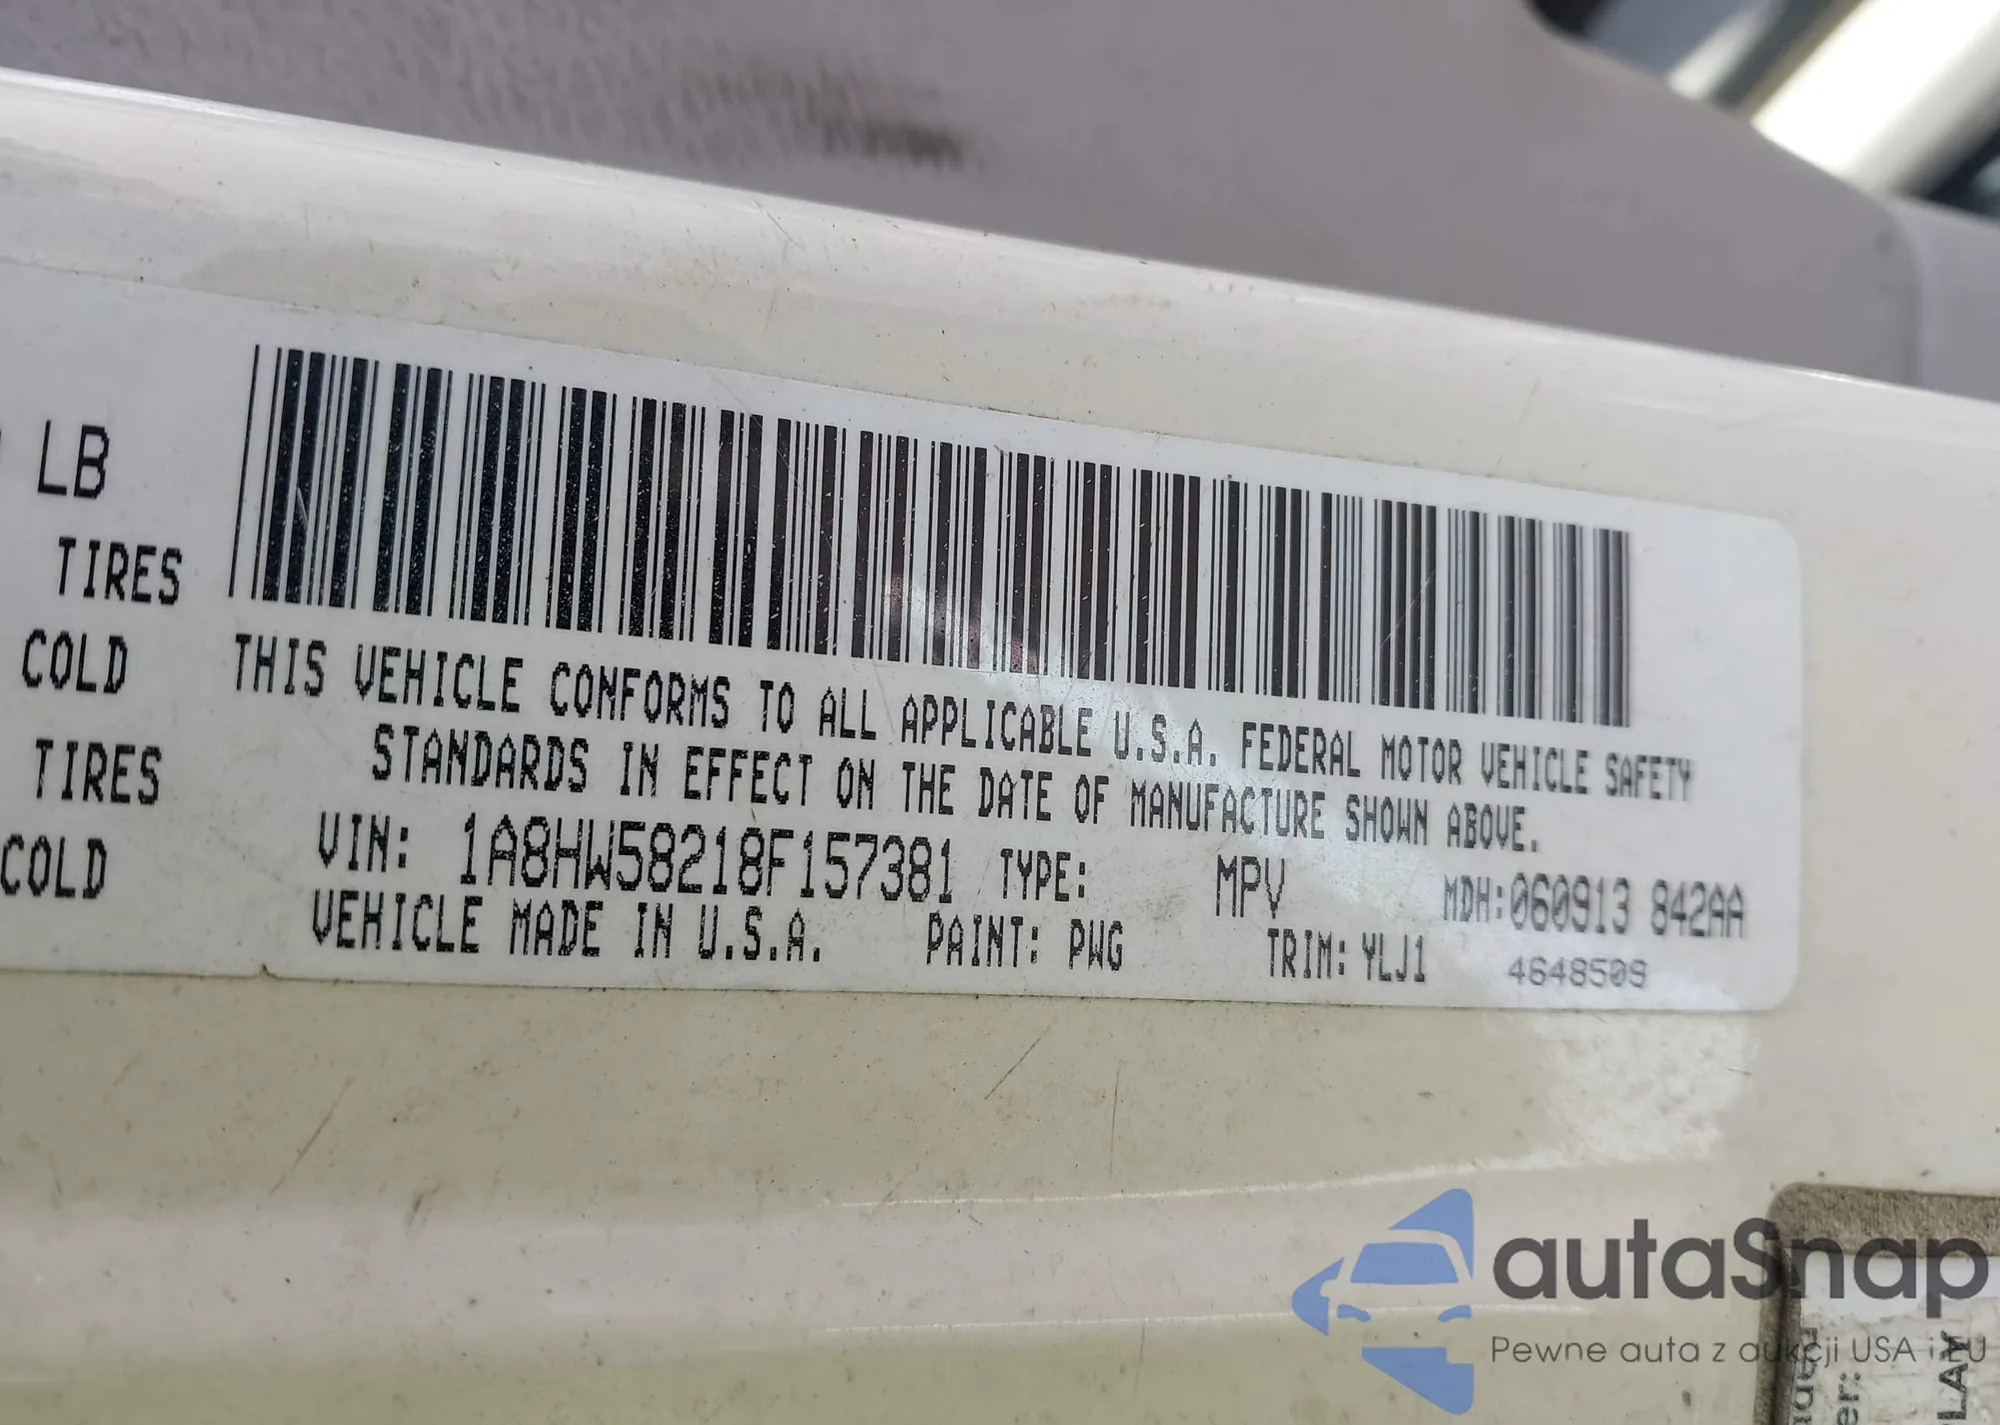 LB
TIRES
COLD
TIRES
COLD
THIS VEHICLE CONFORMS TO ALL APPLICABLE U.S.A. FEDERAL MOTOR VEHICLE SAFETY
STANDARDS IN EFFECT ON THE DATE OF MANUFACTURE SHOWN ABOVE.
VIN: 1A8HW58218F157381 TYPE: MPV MDH:060913 842AA
VEHICLE MADE IN U.S.A. PAINT: PWG TRIM: YLJ1 4648509
autaSnap
Pewne auta z aukcji USA i EU